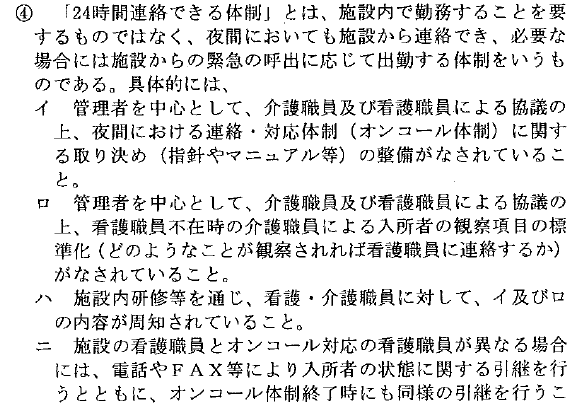 ④　「24時間連絡できる体制」とは、施設内で勤務することを要
するものではなく、夜間においても施設から連絡でき、必要な
場合には施設からの緊急の呼出に応じて出勤する体制をいうも
のである。具体的には、
イ　管理者を中心として、介護職員及び看護職員による協議の
上、夜間における連絡・対応体制（オンコール体制）に関す
る取り決め（指針やマニュアル等）の整備がなされているこ
と。
ロ　管理者を中心として、介護職員及び看護職員による協議の
上、看護職員不在時の介護職員による入所者の観察項目の標
準化（どのようなことが観察されれば看護職員に連絡するか）
がなされていること。
ハ　施設内研修等を通じ、看護・介護職員に対して、イ及びロ
の内容が周知されていること。
ニ　施設の看護職員とオンコール対応の看護職員が異なる場合
には、電話やＦＡＸ等により入所者の状態に関する引継を行
うとともに、オンコール体制終了時にも同様の引継を行うこ